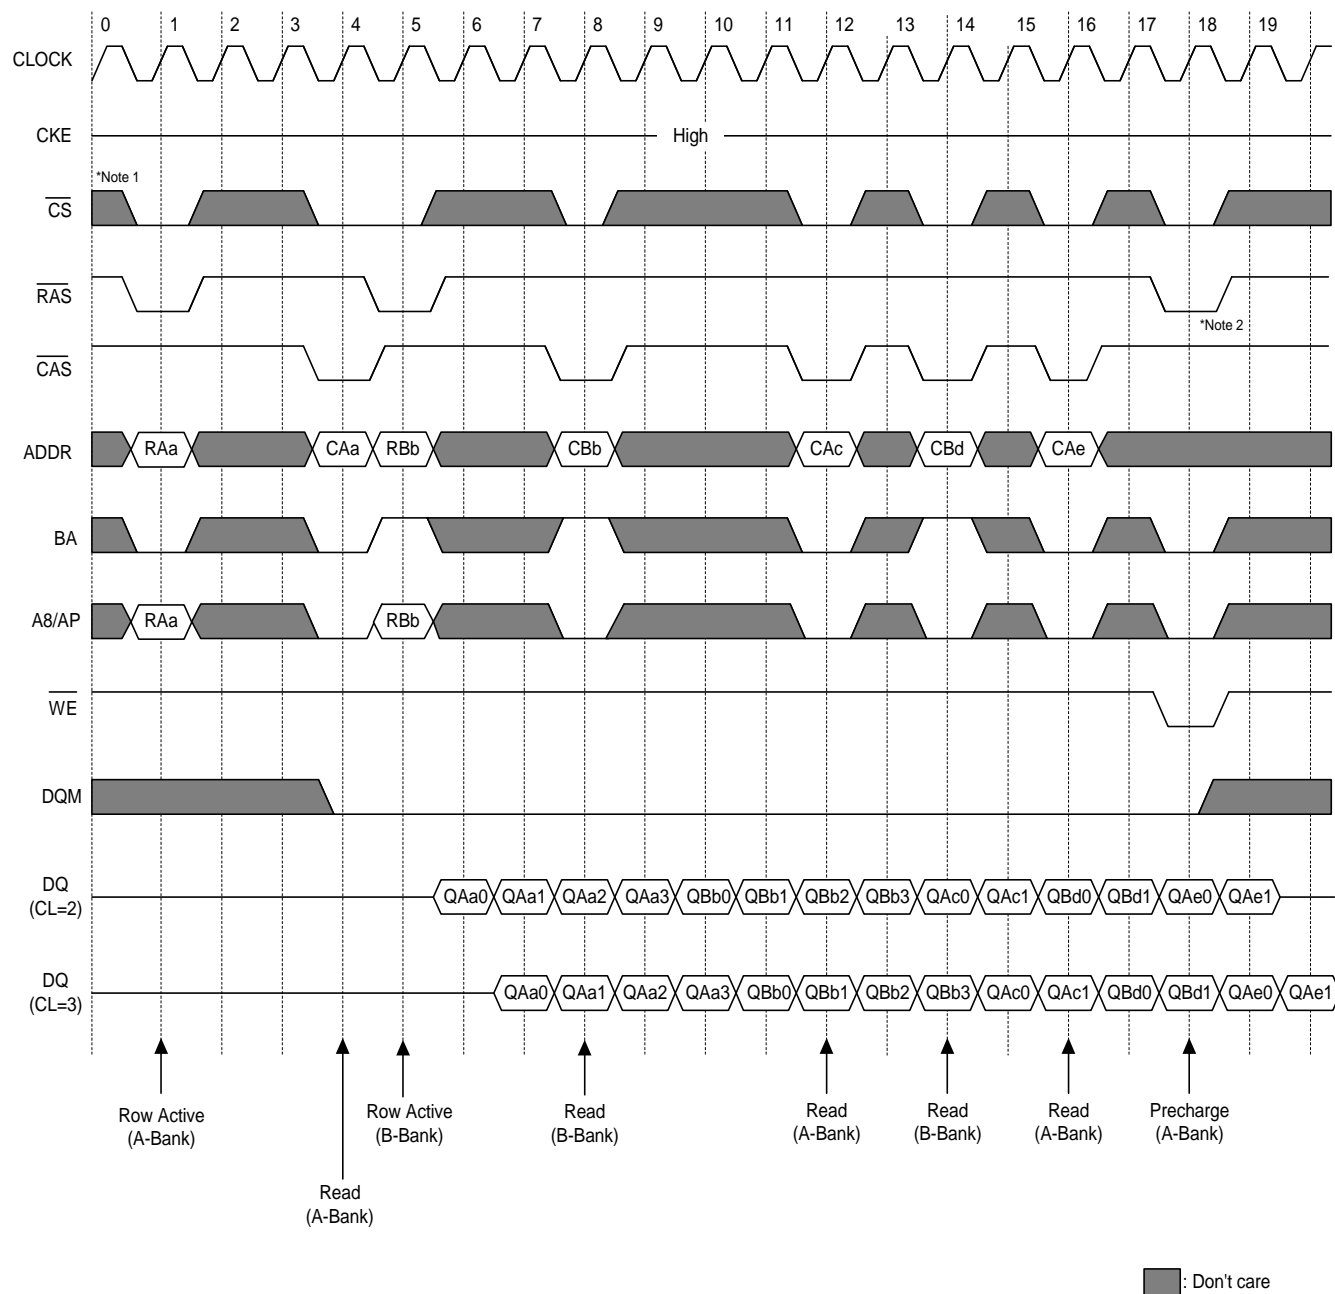 0 1 2 3 4 5 6 7 8 9 10 11 12 13 14 15 16 17 18 19
CLOCK
CKE High
*Note 1
CS
RAS
*Note 2
CAS
ADDR RAa CAa RBb CBb CAc CBd CAe
BA
A8/AP RAa RBb
WE
DQM
DQ
(CL=2) QAa0 QAa1 QAa2 QAa3 QBb0 QBb1 QBb2 QBb3 QAc0 QAc1 QBd0 QBd1 QAe0 QAe1
DQ
(CL=3) QAa0 QAa1 QAa2 QAa3 QBb0 QBb1 QBb2 QBb3 QAc0 QAc1 QBd0 QBd1 QAe0 QAe1
Row Active
(A-Bank)
Read
(A-Bank)
Row Active
(B-Bank)
Read
(B-Bank)
Read
(A-Bank)
Read
(B-Bank)
Read
(A-Bank)
Precharge
(A-Bank)
: Don't care